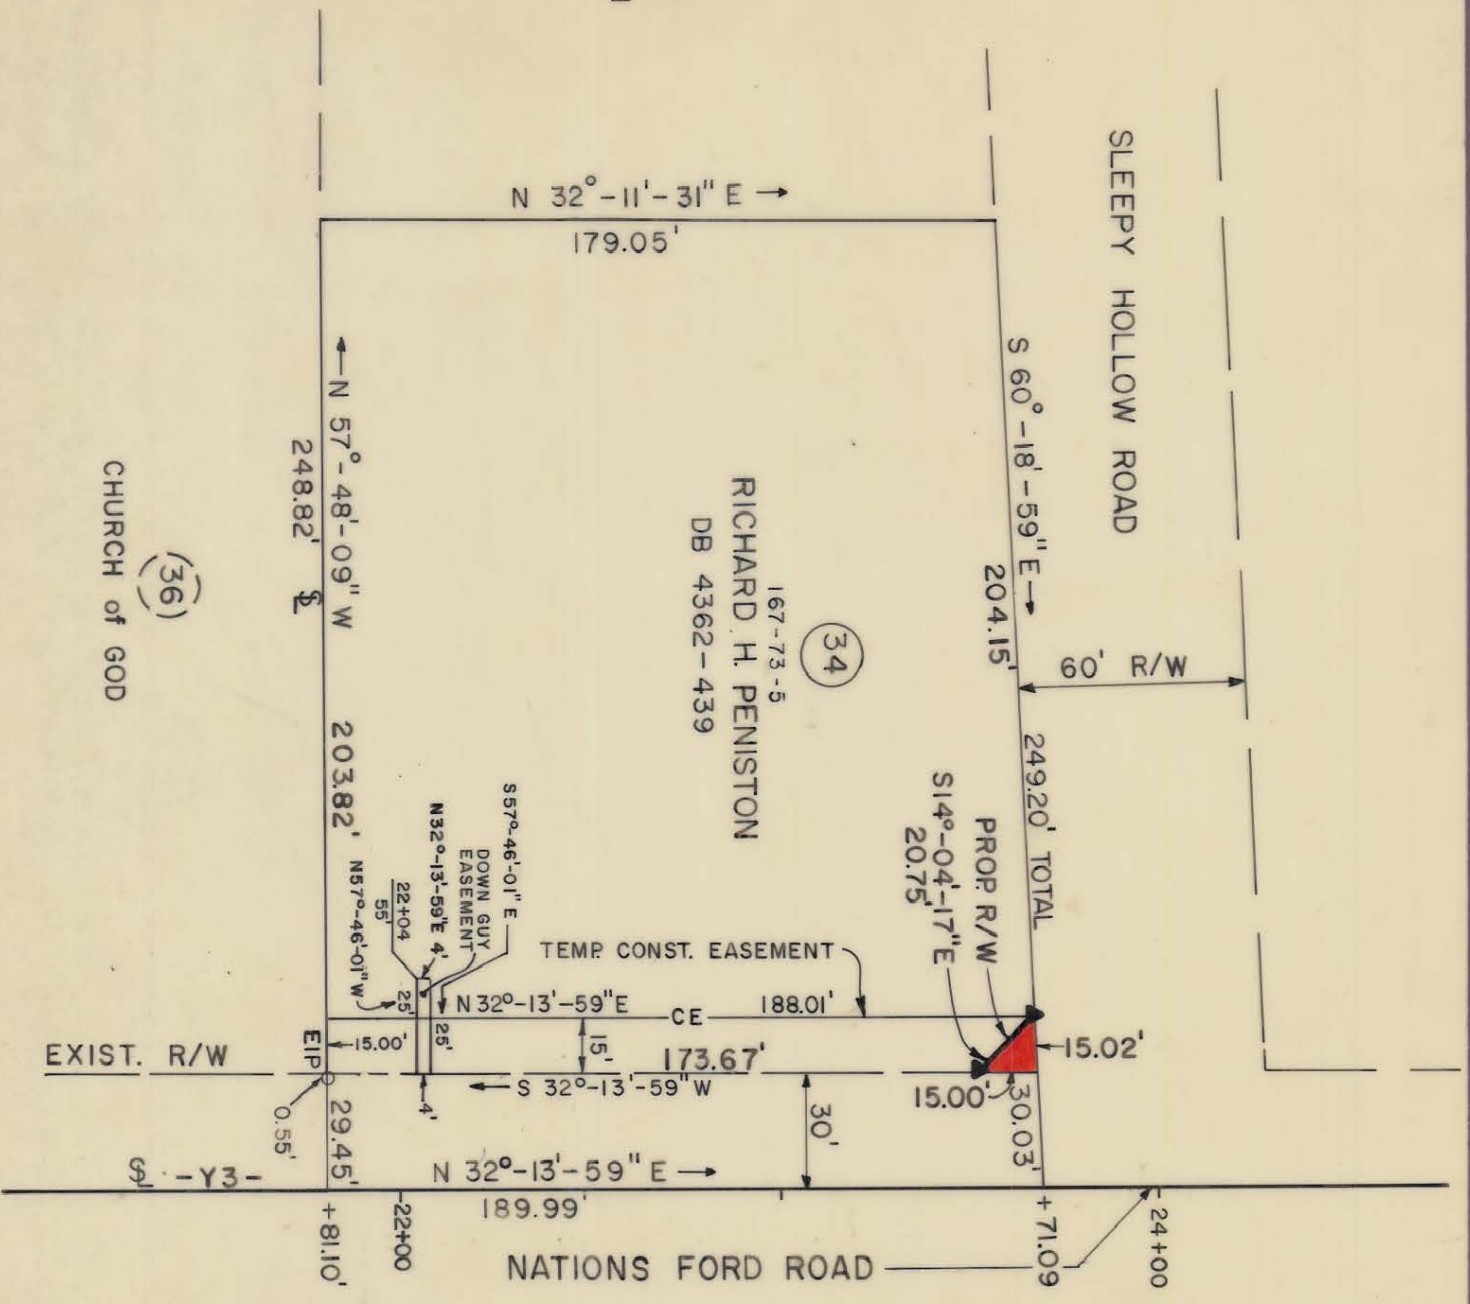 N 32°-11'-31" E →
179.05'
SLEEPY HOLLOW ROAD
S 60°-18'-59" E →
204.15'
249.20' TOTAL
60' R/W
← N 57°-48'-09" W
248.82'
203.82'
CHURCH of GOD
(36)
34
167-73-5
RICHARD H. PENISTON
DB 4362-439
PROP. R/W
S14°-04'-17"E
20.75'
S57°-46'-01" E
DOWN GUY
EASEMENT
N32°-13'-59"E 4'
22+04
55'
N57°-46'-01"W
25'
25'
TEMP. CONST. EASEMENT
N 32°-13'-59"E
CE
188.01'
EIP
15.00'
15'
173.67'
15.02'
EXIST. R/W
← S 32°-13'-59" W
4'
15.00'
30.03'
30'
0.55'
29.45'
-Y3-
N 32°-13'-59" E →
189.99'
+81.10'
22+00
+71.09
24+00
NATIONS FORD ROAD